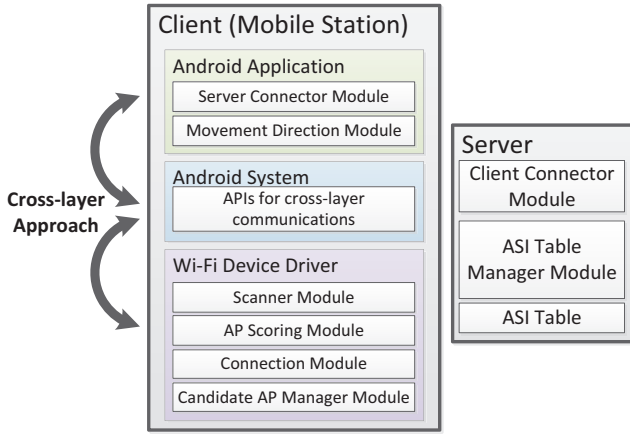 Client (Mobile Station)
Android Application
Server Connector Module
Movement Direction Module
Android System
APIs for cross-layer
communications
Wi-Fi Device Driver
Scanner Module
AP Scoring Module
Connection Module
Candidate AP Manager Module
Cross-layer
Approach
Server
Client Connector
Module
ASI Table
Manager Module
ASI Table